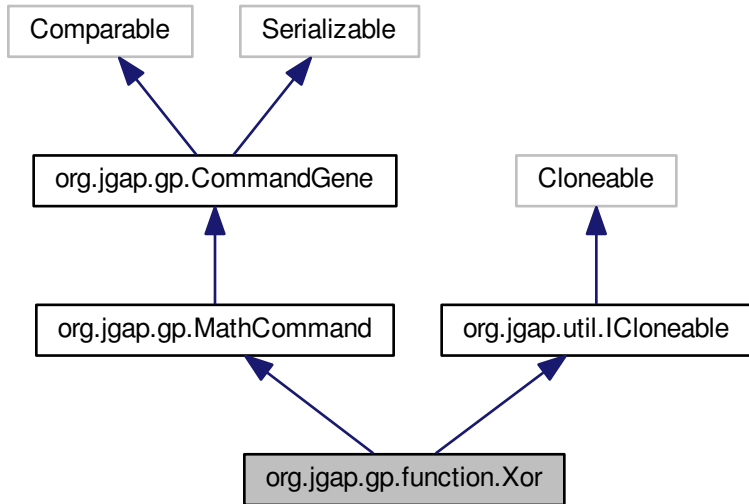 Comparable
Serializable
org.jgap.gp.CommandGene
Cloneable
org.jgap.gp.MathCommand
org.jgap.util.ICloneable
org.jgap.gp.function.Xor